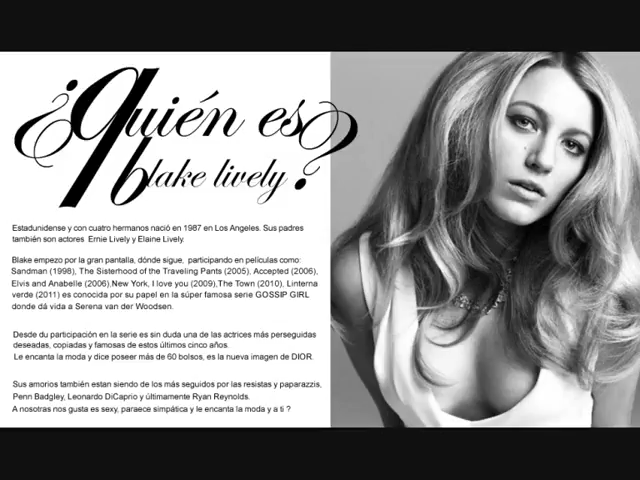 ¿quién es?
blake lively
Estadunidense y con cuatro hermanos nació en 1987 en Los Angeles. Sus padres
también son actores Ernie Lively y Elaine Lively.
Blake empezo por la gran pantalla, dónde sigue, participando en películas como:
Sandman (1998), The Sisterhood of the Traveling Pants (2005), Accepted (2006),
Elvis and Anabelle (2006),New York, I love you (2009),The Town (2010), Linterna
verde (2011) es conocida por su papel en la súper famosa serie GOSSIP GIRL
donde dá vida a Serena van der Woodsen.
Desde du participación en la serie es sin duda una de las actrices más perseguidas
deseadas, copiadas y famosas de estos últimos cinco años.
Le encanta la moda y dice poseer más de 60 bolsos, es la nueva imagen de DIOR.
Sus amorios también estan siendo de los más seguidos por las resistas y paparazzis,
Penn Badgley, Leonardo DiCaprio y últimamente Ryan Reynolds.
A nosotras nos gusta es sexy, paraece simpática y le encanta la moda y a ti ?